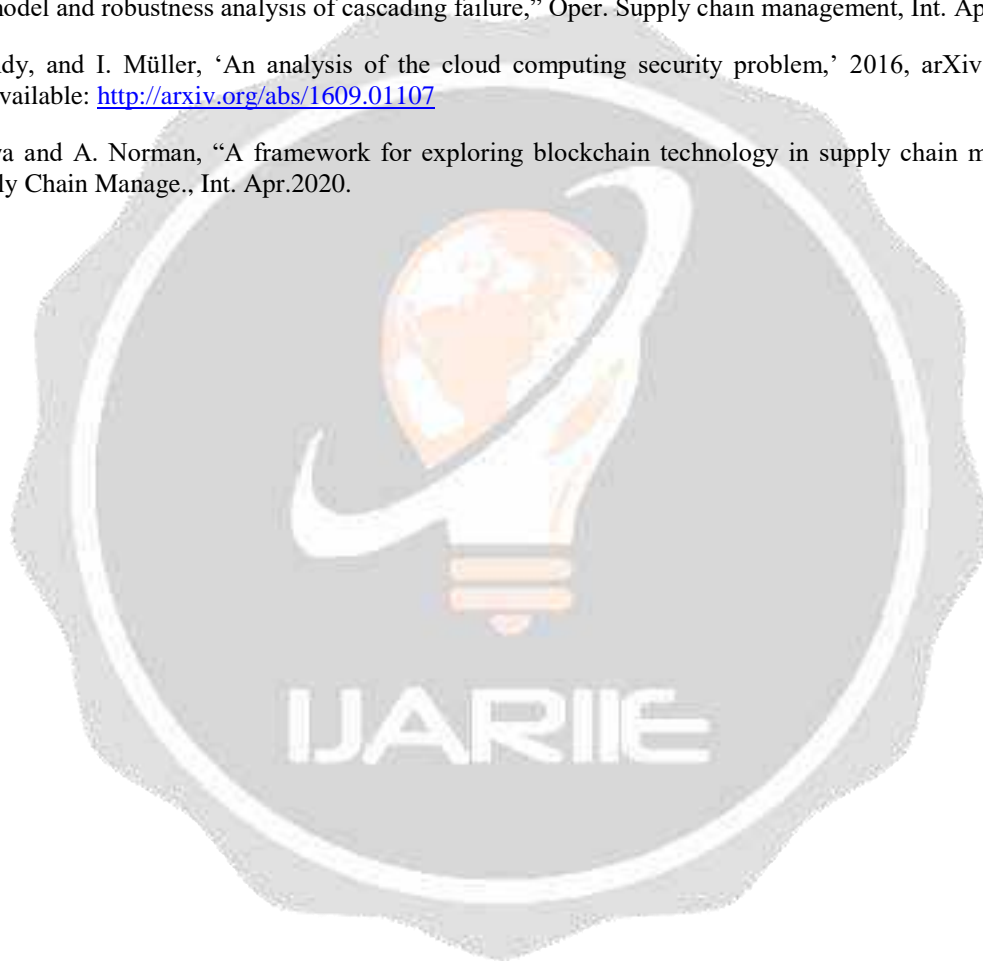 model and robustness analysis of cascading failure,” Oper. Supply chain management, Int. Ap
dy, and I. Müller, ‘An analysis of the cloud computing security problem,’ 2016, arXiv
vailable: http://arxiv.org/abs/1609.01107
a and A. Norman, “A framework for exploring blockchain technology in supply chain m
ly Chain Manage., Int. Apr.2020.
IJARIIE